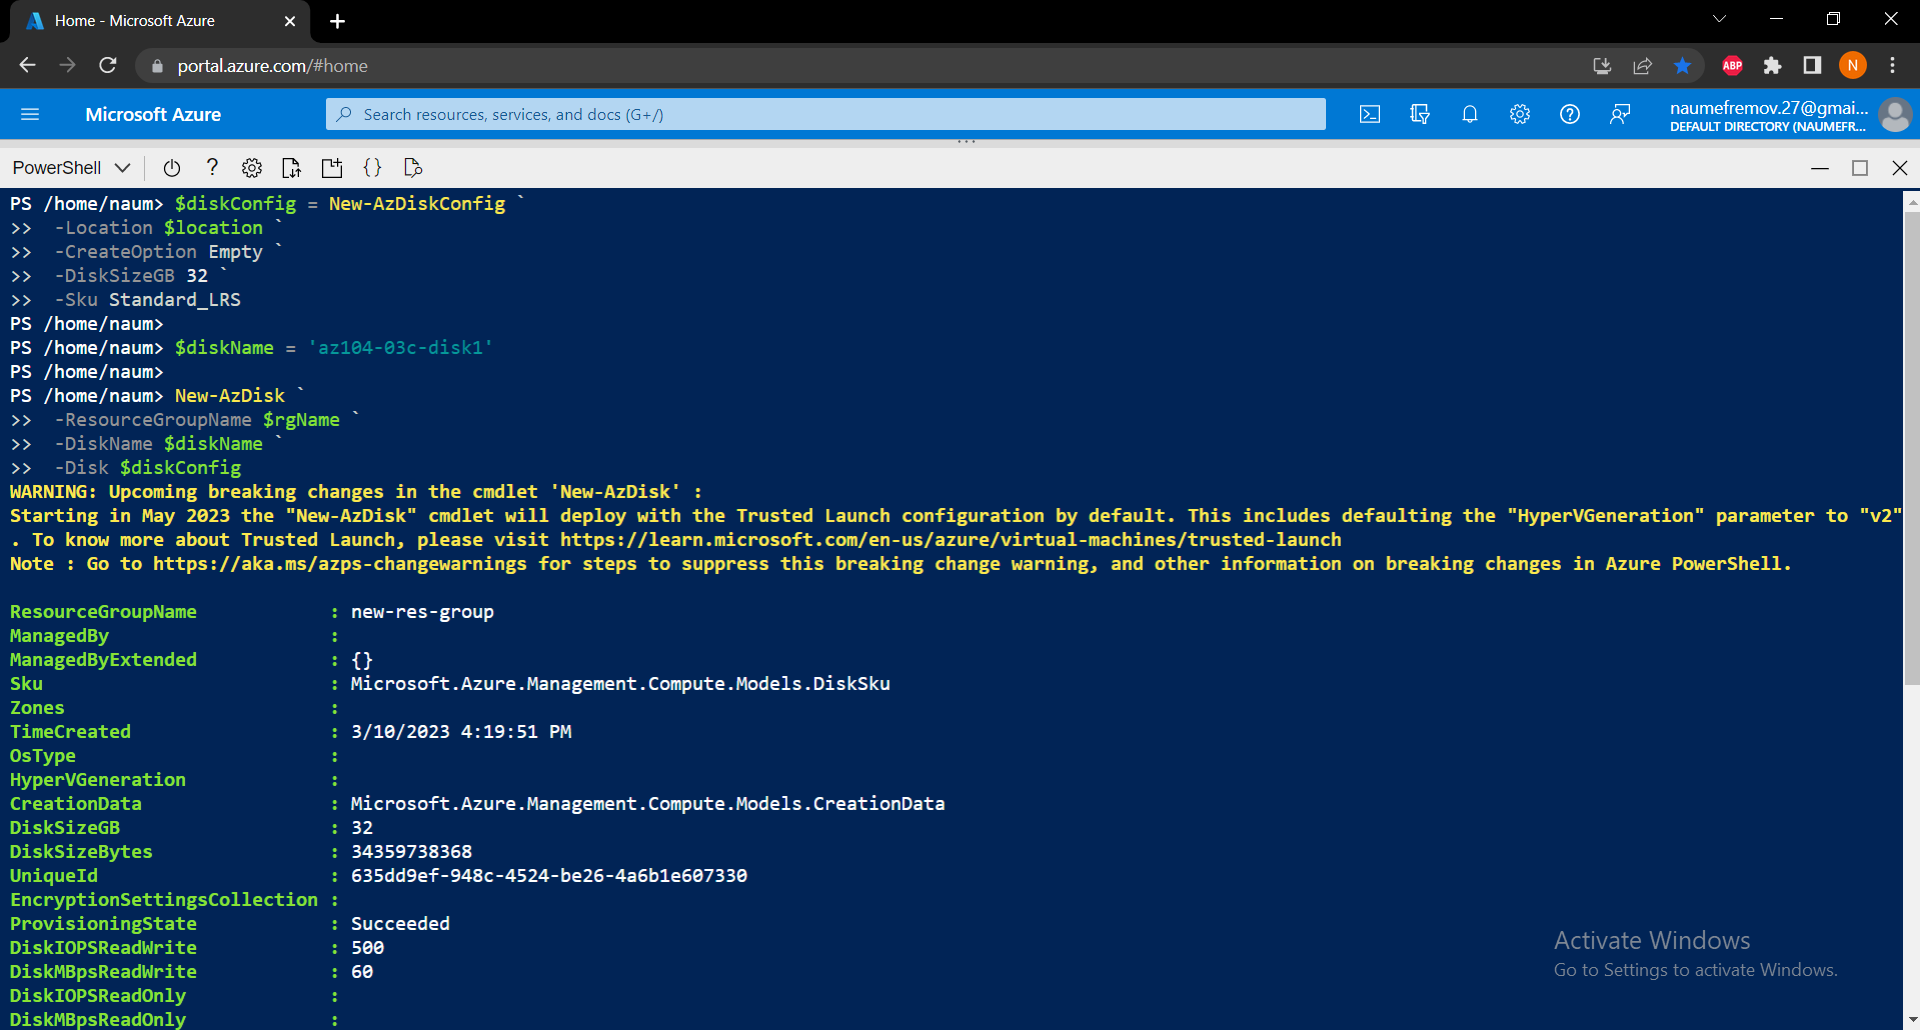 Home - Microsoft Azure
portal.azure.com/#home
ABP
N
Microsoft Azure
Search resources, services, and docs (G+/)
naumefremov.27@gmai...
DEFAULT DIRECTORY (NAUMEFR...
PowerShell
PS /home/naum> $diskConfig = New-AzDiskConfig `
>>  -Location $location `
>>  -CreateOption Empty `
>>  -DiskSizeGB 32 `
>>  -Sku Standard_LRS
PS /home/naum>
PS /home/naum> $diskName = 'az104-03c-disk1'
PS /home/naum>
PS /home/naum> New-AzDisk `
>>  -ResourceGroupName $rgName `
>>  -DiskName $diskName `
>>  -Disk $diskConfig
WARNING: Upcoming breaking changes in the cmdlet 'New-AzDisk' :
Starting in May 2023 the "New-AzDisk" cmdlet will deploy with the Trusted Launch configuration by default. This includes defaulting the "HyperVGeneration" parameter to "v2"
. To know more about Trusted Launch, please visit https://learn.microsoft.com/en-us/azure/virtual-machines/trusted-launch
Note : Go to https://aka.ms/azps-changewarnings for steps to suppress this breaking change warning, and other information on breaking changes in Azure PowerShell.
ResourceGroupName : new-res-group
ManagedBy :
ManagedByExtended : {}
Sku : Microsoft.Azure.Management.Compute.Models.DiskSku
Zones :
TimeCreated : 3/10/2023 4:19:51 PM
OsType :
HyperVGeneration :
CreationData : Microsoft.Azure.Management.Compute.Models.CreationData
DiskSizeGB : 32
DiskSizeBytes : 34359738368
UniqueId : 635dd9ef-948c-4524-be26-4a6b1e607330
EncryptionSettingsCollection :
ProvisioningState : Succeeded
DiskIOPSReadWrite : 500
DiskMBpsReadWrite : 60
DiskIOPSReadOnly :
DiskMBpsReadOnly :
Activate Windows
Go to Settings to activate Windows.